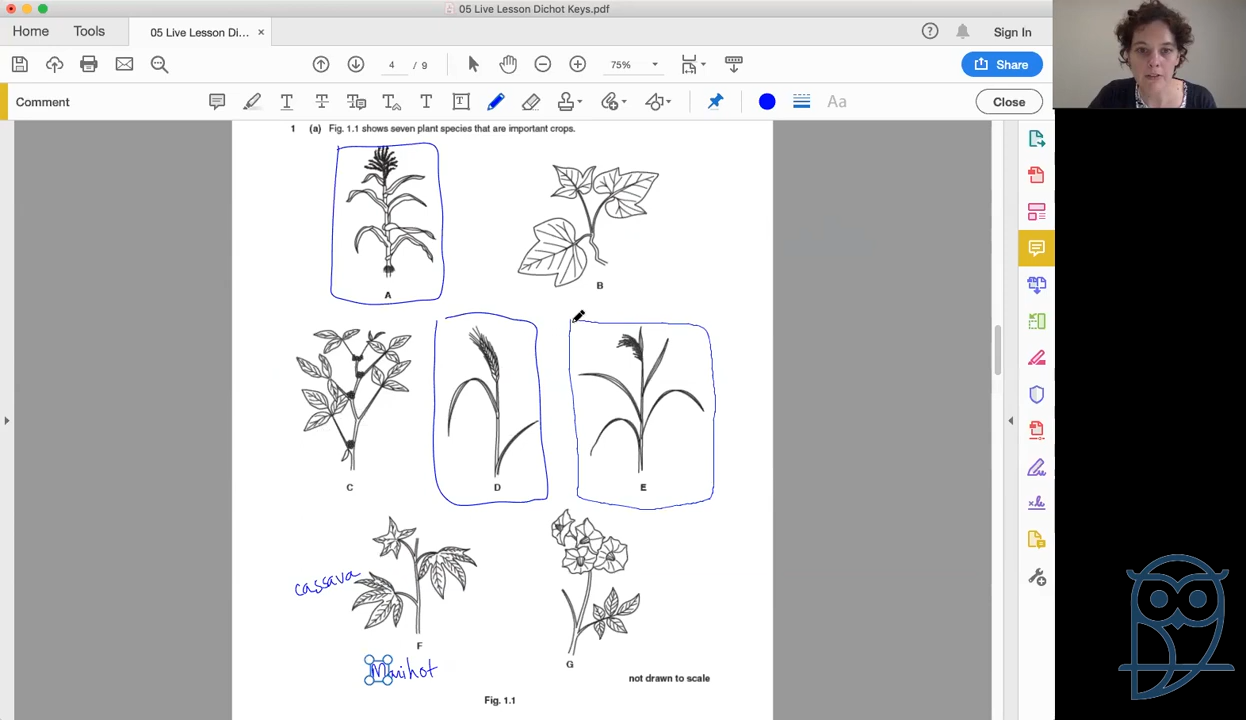 05 Live Lesson Dichot Keys.pdf
Home
Tools
05 Live Lesson Di...
×
Sign In
4 / 9
75%
Share
Comment
Aa
Close
1 (a) Fig. 1.1 shows seven plant species that are important crops.
A
B
C
D
E
cassava
F
Manihot
G
not drawn to scale
Fig. 1.1